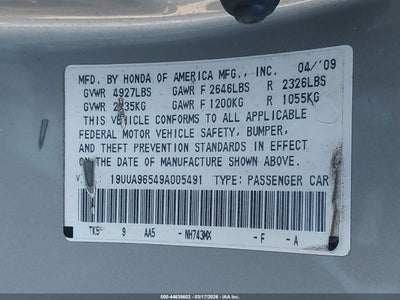 MFD. BY HONDA OF AMERICA MFG., INC. 04/'09
GVWR 4927LBS GAWR F 2646LBS R 2326LBS
GVWR 2235KG GAWR F 1200KG R 1055KG
THIS VEHICLE CONFORMS TO ALL APPLICABLE
FEDERAL MOTOR VEHICLE SAFETY, BUMPER,
AND THEFT PREVENTION STANDARDS IN EFFECT
ON THE DATE OF MANUFACTURE SHOWN ABOVE.
19UUA96549A005491 TYPE: PASSENGER CAR
9 AA5 NH743MX -F -A
000-44638603 - 03/17/2026 - IAA Inc.